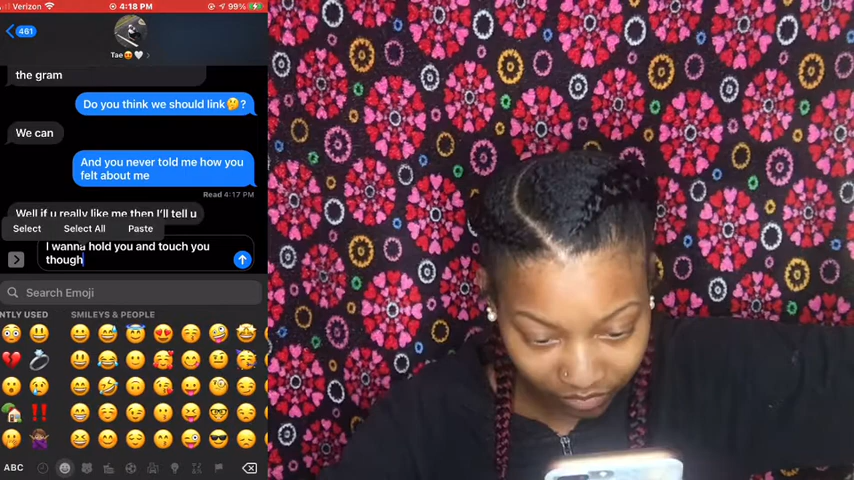 Verizon 4:18 PM 99%
461
Tae
the gram
Do you think we should link🤔?
We can
And you never told me how you
felt about me
Read 4:17 PM
Well if u really like me then I'll tell u
Select Select All Paste
I wanna hold you and touch you
though
Search Emoji
NTLY USED SMILEYS & PEOPLE
ABC